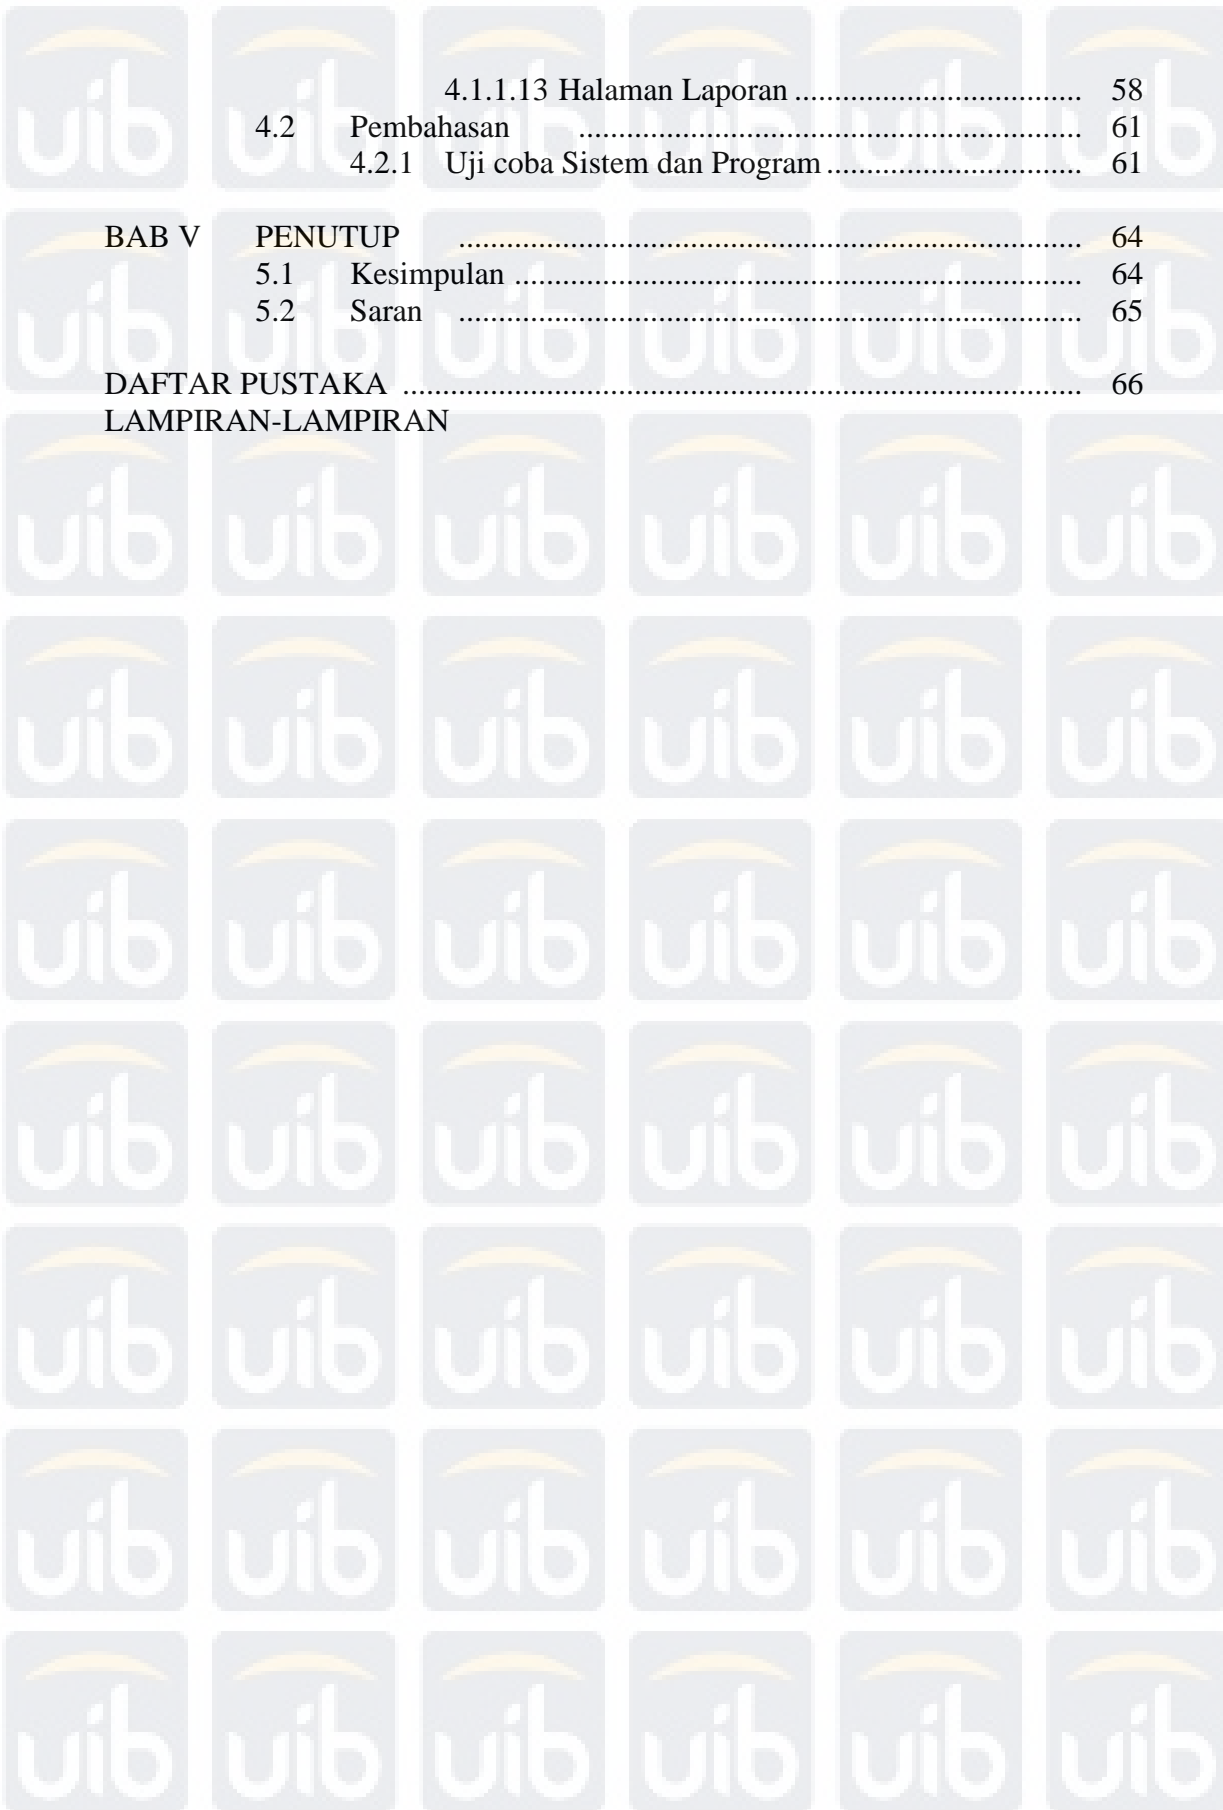 4.1.1.13 Halaman Laporan .................................... 58
4.2 Pembahasan ............................................................... 61
4.2.1 Uji coba Sistem dan Program ................................ 61
BAB V PENUTUP .............................................................................. 64
5.1 Kesimpulan ....................................................................... 64
5.2 Saran .............................................................................. 65
DAFTAR PUSTAKA ..................................................................................... 66
LAMPIRAN-LAMPIRAN